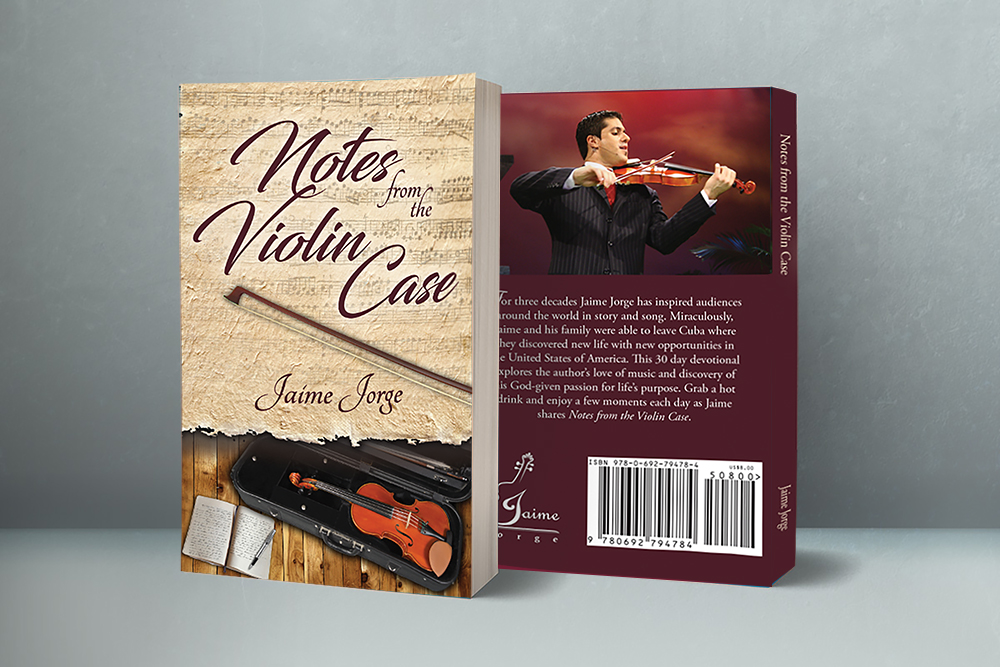 Notes
from the
Violin
Case
Jaime Jorge
For three decades Jaime Jorge has inspired audiences
around the world in story and song. Miraculously,
Jaime and his family were able to leave Cuba where
they discovered new life with new opportunities in
the United States of America. This 30 day devotional
explores the author's love of music and discovery of
his God-given passion for life's purpose. Grab a hot
drink and enjoy a few moments each day as Jaime
shares Notes from the Violin Case.
Jaime
orge
ISBN 978-0-692-79478-4
US$8.00
50800>
9 780692 794784
Notes from the Violin Case
Jaime Jorge